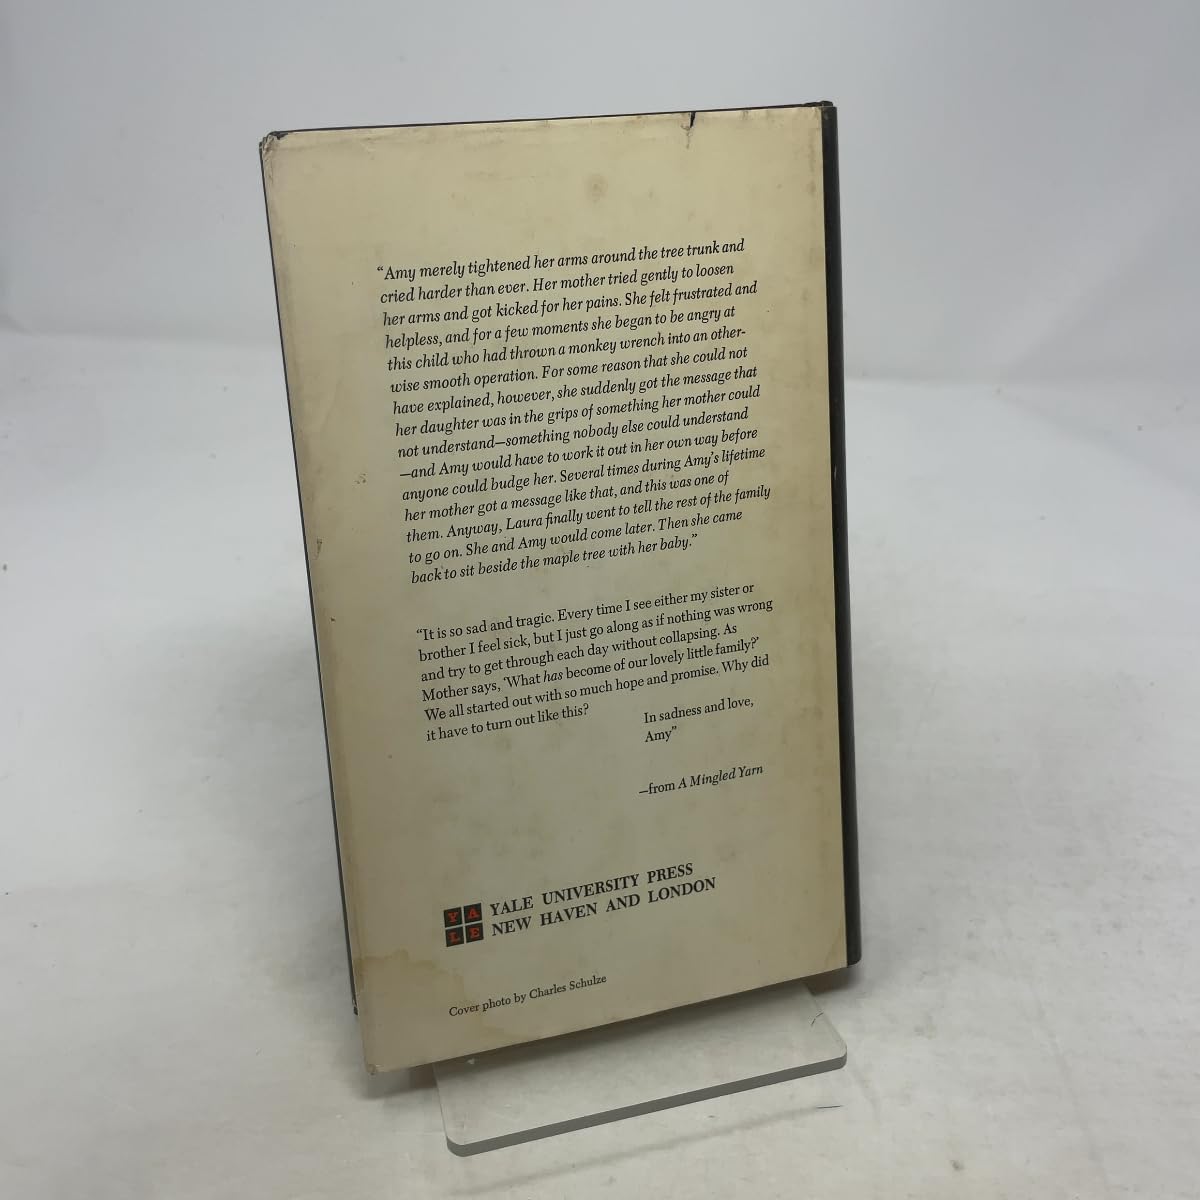 “Amy merely tightened her arms around the tree trunk and
cried harder than ever. Her mother tried gently to loosen
her arms and got kicked for her pains. She felt frustrated and
helpless, and for a few moments she began to be angry at
this child who had thrown a monkey wrench into an other-
wise smooth operation. For some reason that she could not
have explained, however, she suddenly got the message that
her daughter was in the grips of something her mother could
not understand—something nobody else could understand
—and Amy would have to work it out in her own way before
anyone could budge her. Several times during Amy’s lifetime
her mother got a message like that, and this was one of
them. Anyway, Laura finally went to tell the rest of the family
to go on. She and Amy would come later. Then she came
back to sit beside the maple tree with her baby.”
“It is so sad and tragic. Every time I see either my sister or
brother I feel sick, but I just go along as if nothing was wrong
and try to get through each day without collapsing. As
Mother says, ‘What has become of our lovely little family?’
We all started out with so much hope and promise. Why did
it have to turn out like this?
In sadness and love,
Amy”
—from A Mingled Yarn
YA
LE
YALE UNIVERSITY PRESS
NEW HAVEN AND LONDON
Cover photo by Charles Schulze